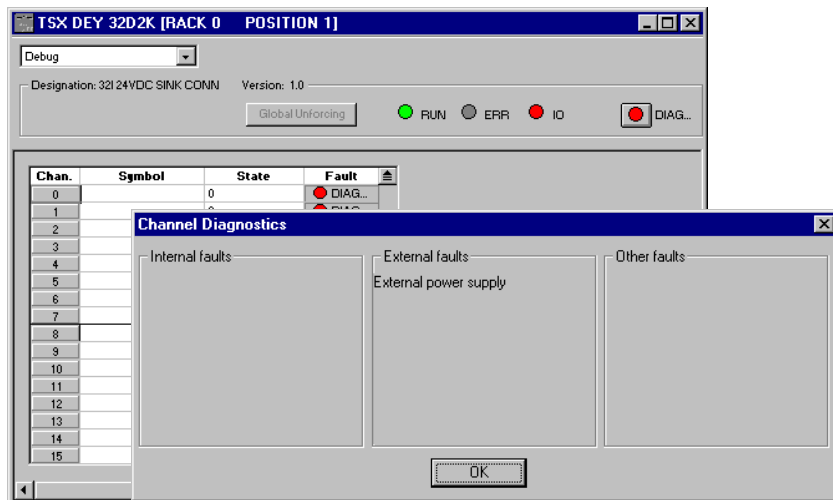 TSX DEY 32D2K [RACK 0 POSITION 1]
Debug
Designation: 32I 24VDC SINK CONN Version: 1.0
Global Unforcing RUN ERR IO DIAG...
Chan. Symbol State Fault
0 0 DIAG...
1
2
3
4
5
6
7
8
9
10
11
12
13
14
15
Channel Diagnostics
Internal faults External faults Other faults
External power supply
OK